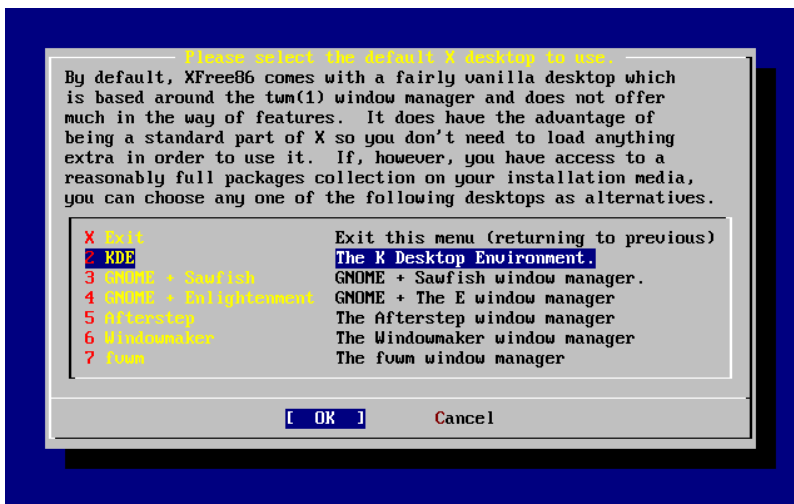 Please select the default X desktop to use.
By default, XFree86 comes with a fairly vanilla desktop which
is based around the twm(1) window manager and does not offer
much in the way of features.  It does have the advantage of
being a standard part of X so you don't need to load anything
extra in order to use it.  If, however, you have access to a
reasonably full packages collection on your installation media,
you can choose any one of the following desktops as alternatives.
X Exit Exit this menu (returning to previous)
2 KDE The K Desktop Environment.
3 GNOME + Sawfish GNOME + Sawfish window manager.
4 GNOME + Enlightenment GNOME + The E window manager
5 Afterstep The Afterstep window manager
6 Windowmaker The Windowmaker window manager
7 fvwm The fvwm window manager
[ OK ] Cancel